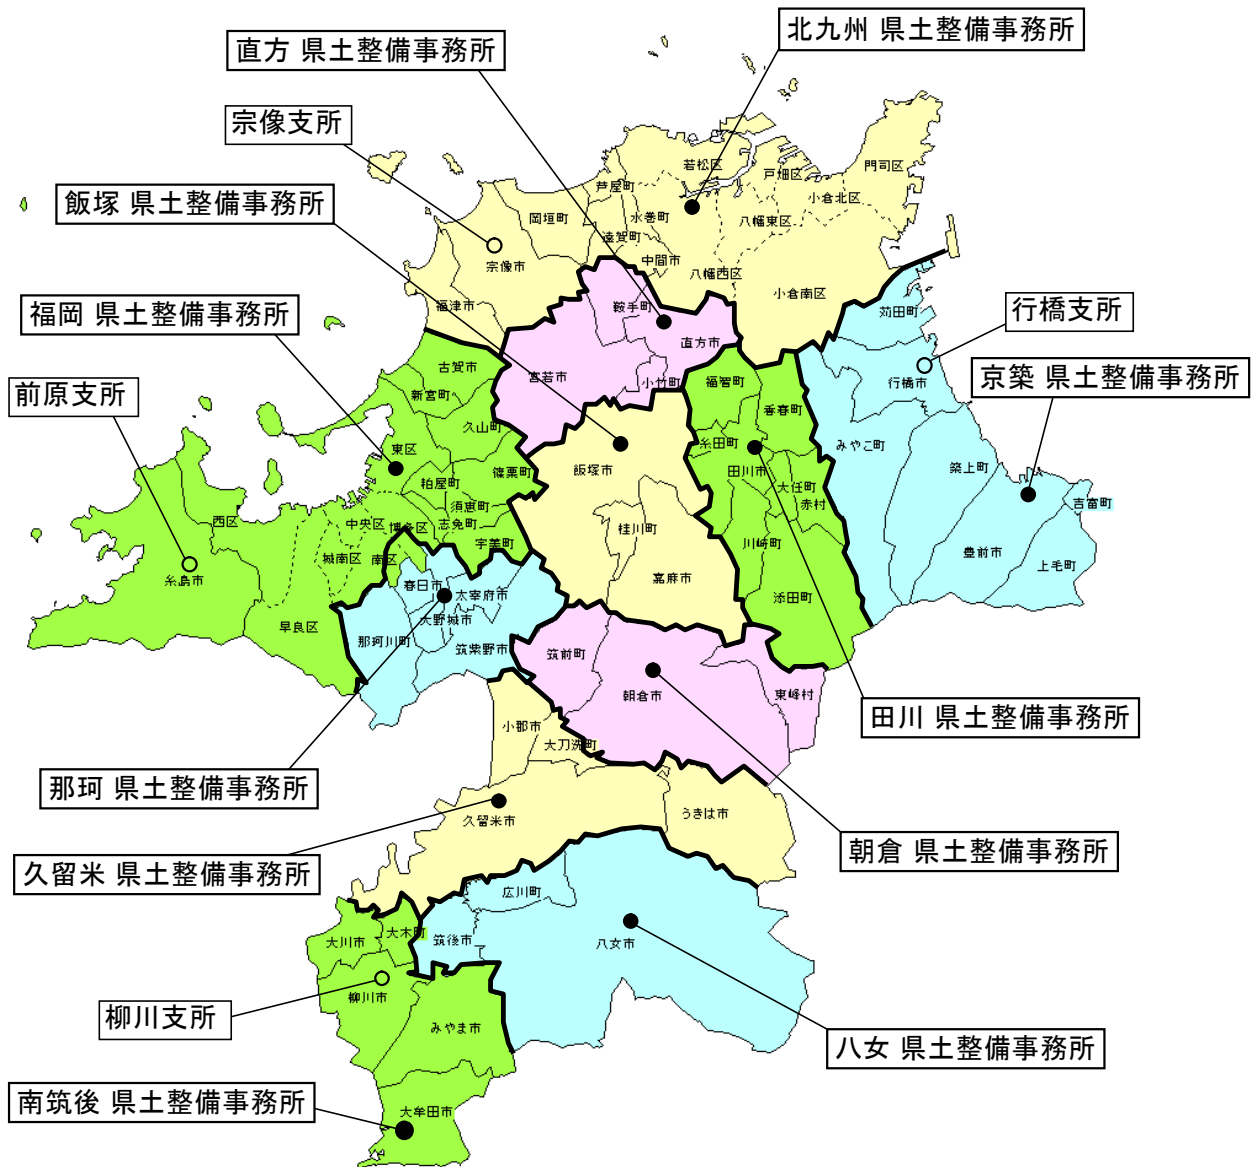 北九州 県土整備事務所
直方 県土整備事務所
宗像支所
飯塚 県土整備事務所
福岡 県土整備事務所
前原支所
行橋支所
京築 県土整備事務所
田川 県土整備事務所
那珂 県土整備事務所
久留米 県土整備事務所
朝倉 県土整備事務所
柳川支所
八女 県土整備事務所
南筑後 県土整備事務所
門司区
若松区
戸畑区
小倉北区
芦屋町
岡垣町
水巻町
八幡東区
遠賀町
中間市
宗像市
八幡西区
小倉南区
福津市
鞍手町
苅田町
直方市
古賀市
宮若市
小竹町
福智町
行橋市
新宮町
香春町
久山町
東区
糸田町
みやこ町
飯塚市
篠栗町
田川市
築上町
粕屋町
大任町
須恵町
赤村
吉富町
西区
中央区
博多区
志免町
桂川町
宇美町
川崎町
豊前市
城南区
南区
上毛町
糸島市
春日市
太宰府市
嘉麻市
添田町
大野城市
早良区
那珂川町
筑紫野市
筑前町
朝倉市
東峰村
小郡市
大刀洗町
久留米市
うきは市
広川町
大川市
大木町
筑後市
八女市
柳川市
みやま市
大牟田市